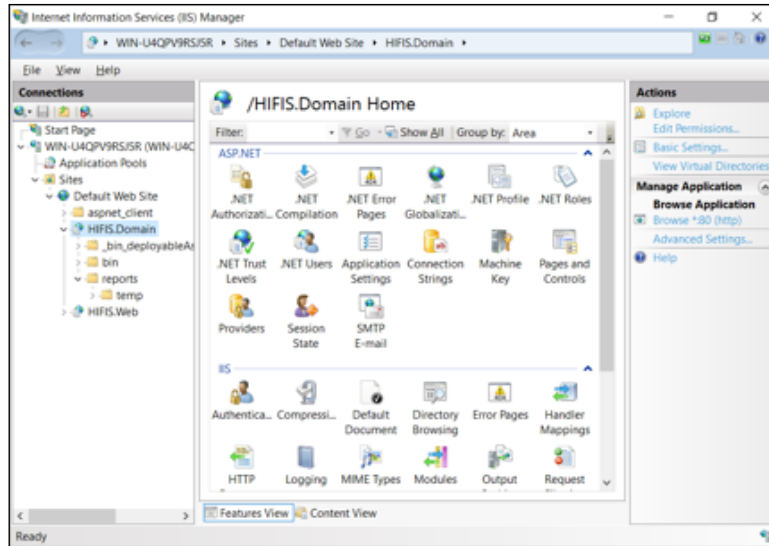 Internet Information Services (IIS) Manager
WIN-U4QPV9RSJSR Sites Default Web Site HIFIS.Domain
File View Help
Connections
Start Page
WIN-U4QPV9RSJSR (WIN-U4C
Application Pools
Sites
Default Web Site
aspnet_client
HIFIS.Domain
_bin_deployableAs
bin
reports
temp
HIFIS.Web
/HIFIS.Domain Home
Filter: Go Show All Group by: Area
ASP.NET
.NET Authorizati...
.NET Compilation
.NET Error Pages
.NET Globalizati...
.NET Profile
.NET Roles
.NET Trust Levels
.NET Users
Application Settings
Connection Strings
Machine Key
Pages and Controls
Providers
Session State
SMTP E-mail
IIS
Authentica...
Compressi...
Default Document
Directory Browsing
Error Pages
Handler Mappings
HTTP
Logging
MIME Types
Modules
Output
Request
Features View Content View
Actions
Explore
Edit Permissions...
Basic Settings...
View Virtual Directories
Manage Application
Browse Application
Browse *:80 (http)
Advanced Settings...
Help
Ready